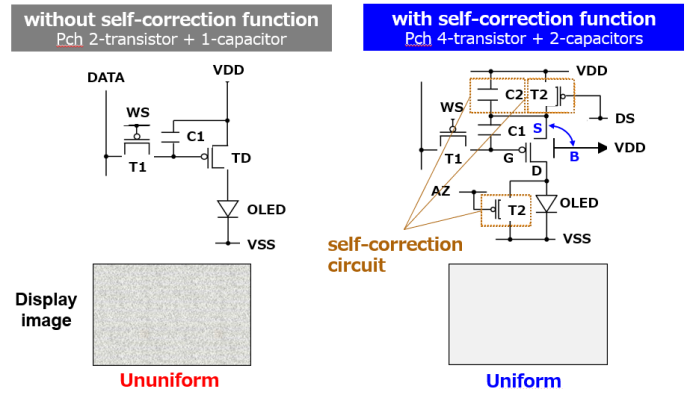 without self-correction function
Pch 2-transistor + 1-capacitor
with self-correction function
Pch 4-transistor + 2-capacitors
DATA
VDD
WS
C1
T1
TD
OLED
VSS
VDD
C2
T2
WS
DS
C1
S
T1
G
B
VDD
D
AZ
T2
OLED
VSS
self-correction
circuit
Display
image
Ununiform
Uniform